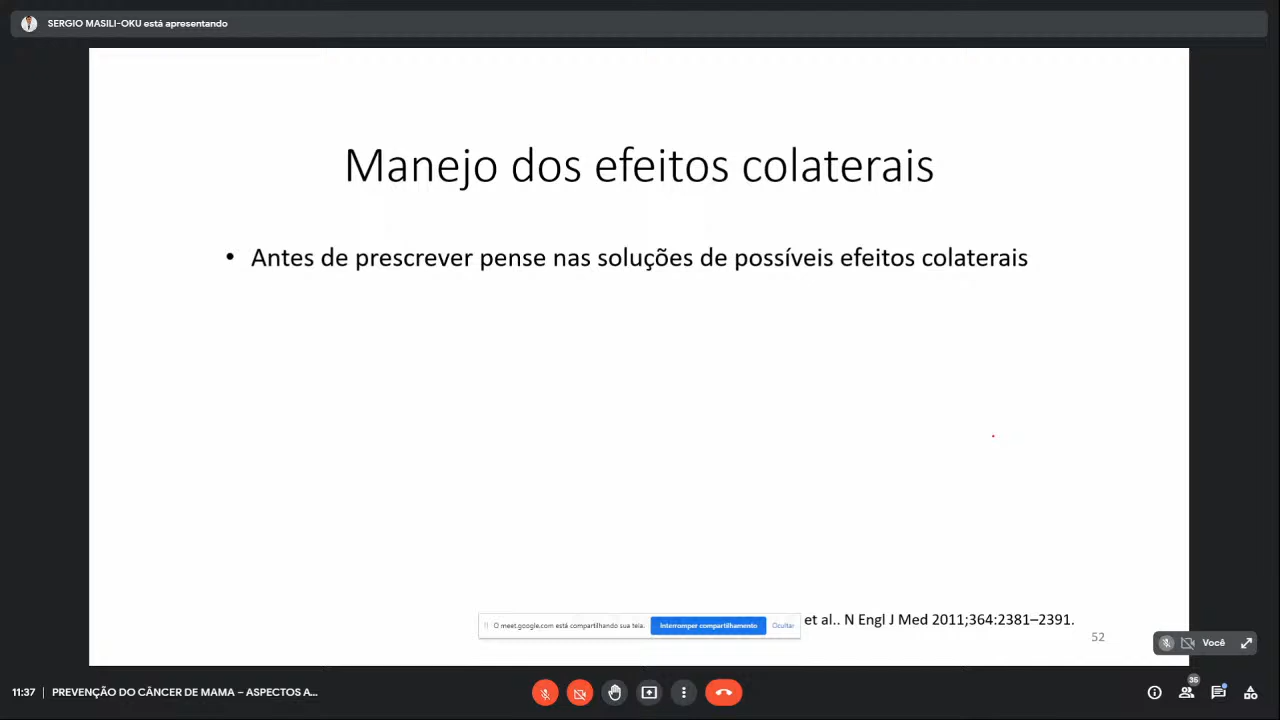 SERGIO MASILI-OKU está apresentando
Manejo dos efeitos colaterais
• Antes de prescrever pense nas soluções de possíveis efeitos colaterais
et al.. N Engl J Med 2011;364:2381–2391.
O meet.google.com está compartilhando sua tela. Interromper compartilhamento Ocultar
52
Você
11:37 | PREVENÇÃO DO CÂNCER DE MAMA – ASPECTOS A...
36